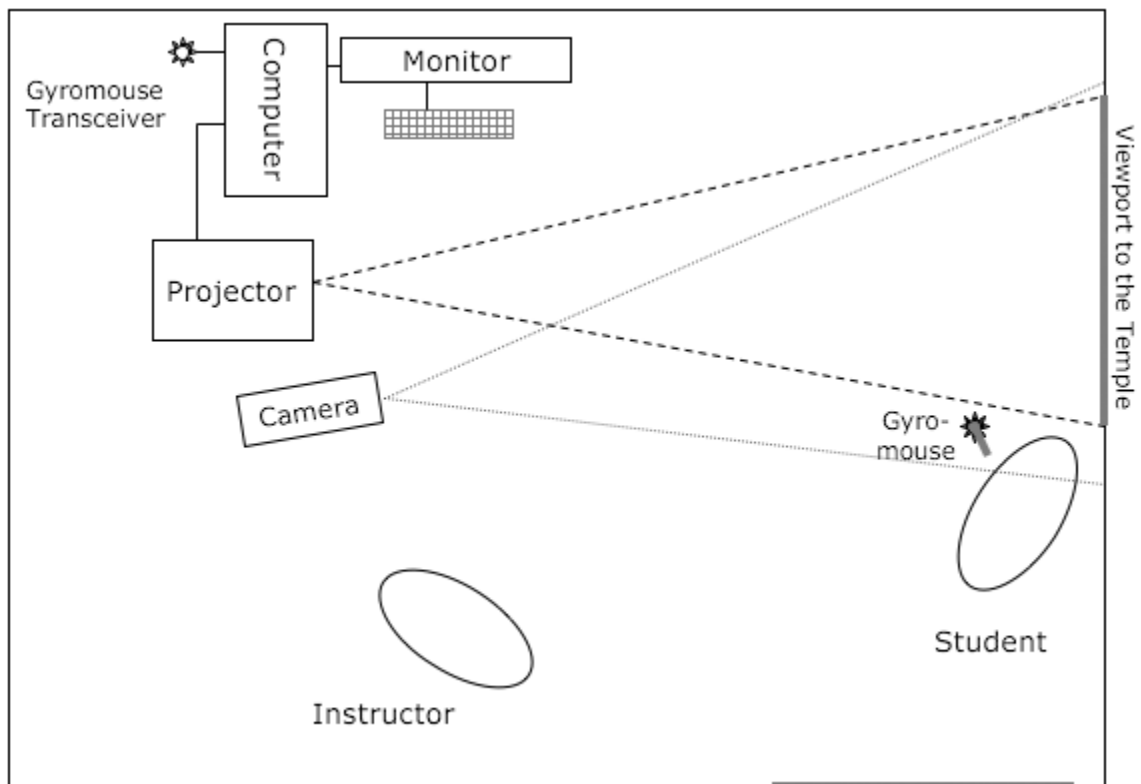 Computer
Monitor
Gyromouse
Transceiver
Viewport to the Temple
Projector
Camera
Gyro-
mouse
Student
Instructor